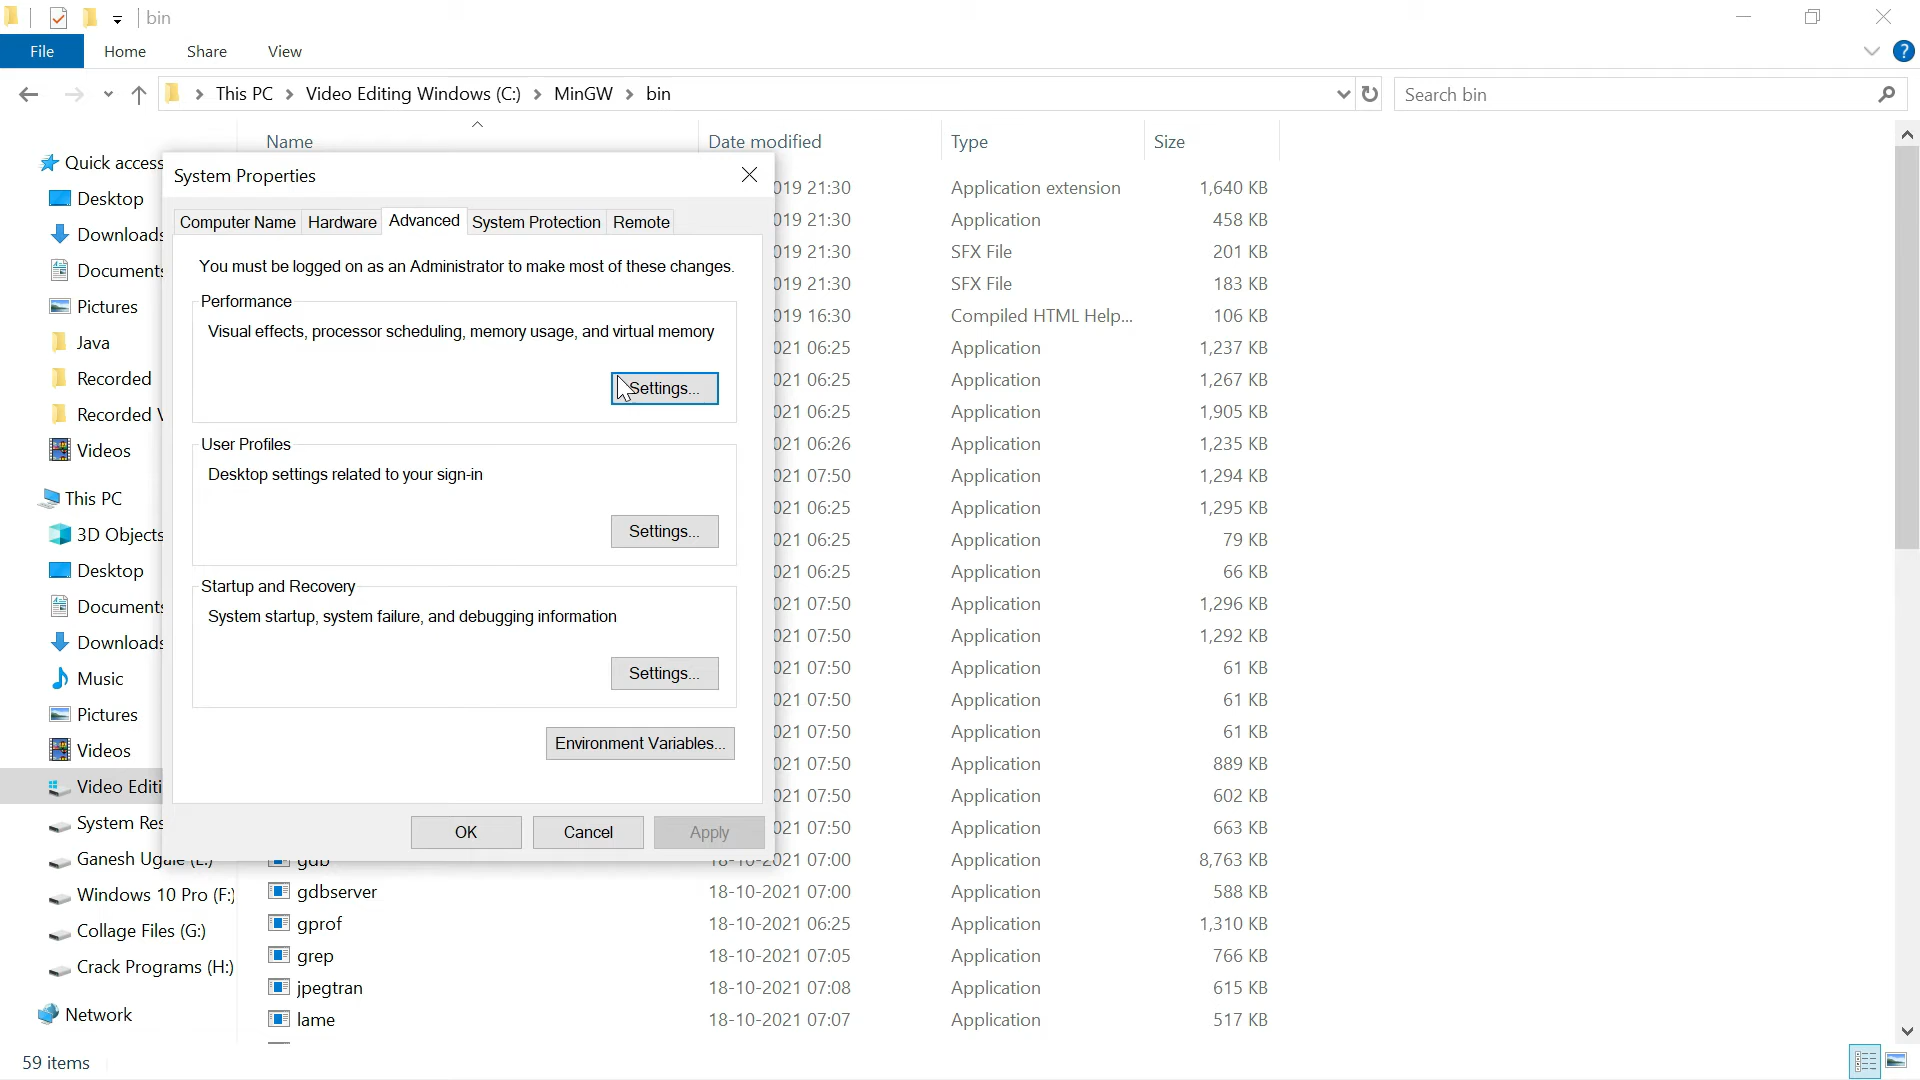 bin
File Home Share View
This PC Video Editing Windows (C:) MinGW bin Search bin
Name Date modified Type Size
Quick access
Desktop
Downloads
Documents
Pictures
Java
Recorded
Recorded V
Videos
This PC
3D Objects
Desktop
Documents
Downloads
Music
Pictures
Videos
Video Editi
System Res
Ganesh Ugale (E:)
Windows 10 Pro (F:)
Collage Files (G:)
Crack Programs (H:)
Network
System Properties
Computer Name Hardware Advanced System Protection Remote
You must be logged on as an Administrator to make most of these changes.
Performance
Visual effects, processor scheduling, memory usage, and virtual memory
Settings...
User Profiles
Desktop settings related to your sign-in
Settings...
Startup and Recovery
System startup, system failure, and debugging information
Settings...
Environment Variables...
OK Cancel Apply
019 21:30 Application extension 1,640 KB
019 21:30 Application 458 KB
019 21:30 SFX File 201 KB
019 21:30 SFX File 183 KB
019 16:30 Compiled HTML Help... 106 KB
021 06:25 Application 1,237 KB
021 06:25 Application 1,267 KB
021 06:25 Application 1,905 KB
021 06:26 Application 1,235 KB
021 07:50 Application 1,294 KB
021 06:25 Application 1,295 KB
021 06:25 Application 79 KB
021 06:25 Application 66 KB
021 07:50 Application 1,296 KB
021 07:50 Application 1,292 KB
021 07:50 Application 61 KB
021 07:50 Application 61 KB
021 07:50 Application 61 KB
021 07:50 Application 889 KB
021 07:50 Application 602 KB
021 07:50 Application 663 KB
gdb 18-10-2021 07:00 Application 8,763 KB
gdbserver 18-10-2021 07:00 Application 588 KB
gprof 18-10-2021 06:25 Application 1,310 KB
grep 18-10-2021 07:05 Application 766 KB
jpegtran 18-10-2021 07:08 Application 615 KB
lame 18-10-2021 07:07 Application 517 KB
59 items